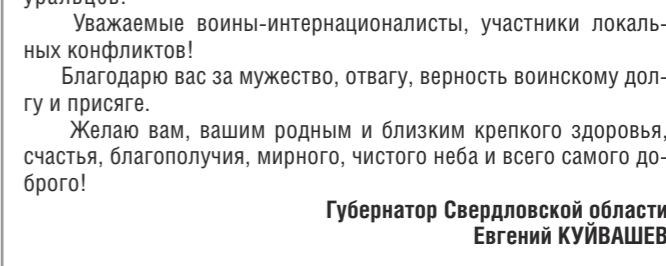 уральцев.
Уважаемые воины-интернационалисты, участники локаль-
ных конфликтов!
Благодарю вас за мужество, отвагу, верность воинскому дол-
гу и присяге.
Желаю вам, вашим родным и близким крепкого здоровья,
счастья, благополучия, мирного, чистого неба и всего самого до-
брого!
Губернатор Свердловской области
Евгений КУЙВАШЕВ